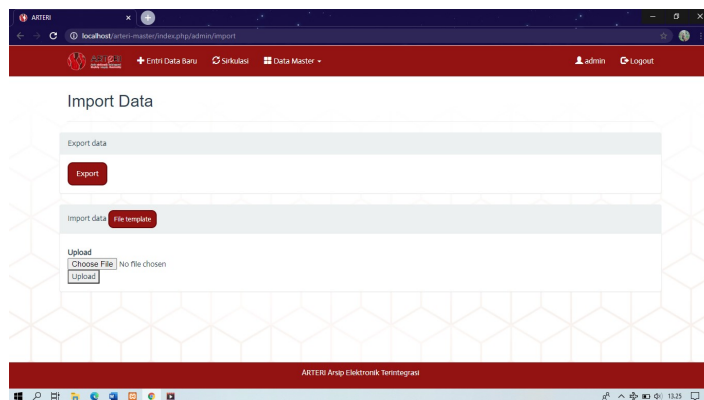 ARTERI
localhost/arteri-master/index.php/admin/import
ARTERI
Entri Data Baru
Sirkulasi
Data Master
admin
Logout
Import Data
Export data
Export
Import data File template
Upload
Choose File No file chosen
Upload
ARTERI Arsip Elektronik Terintegrasi
13.25